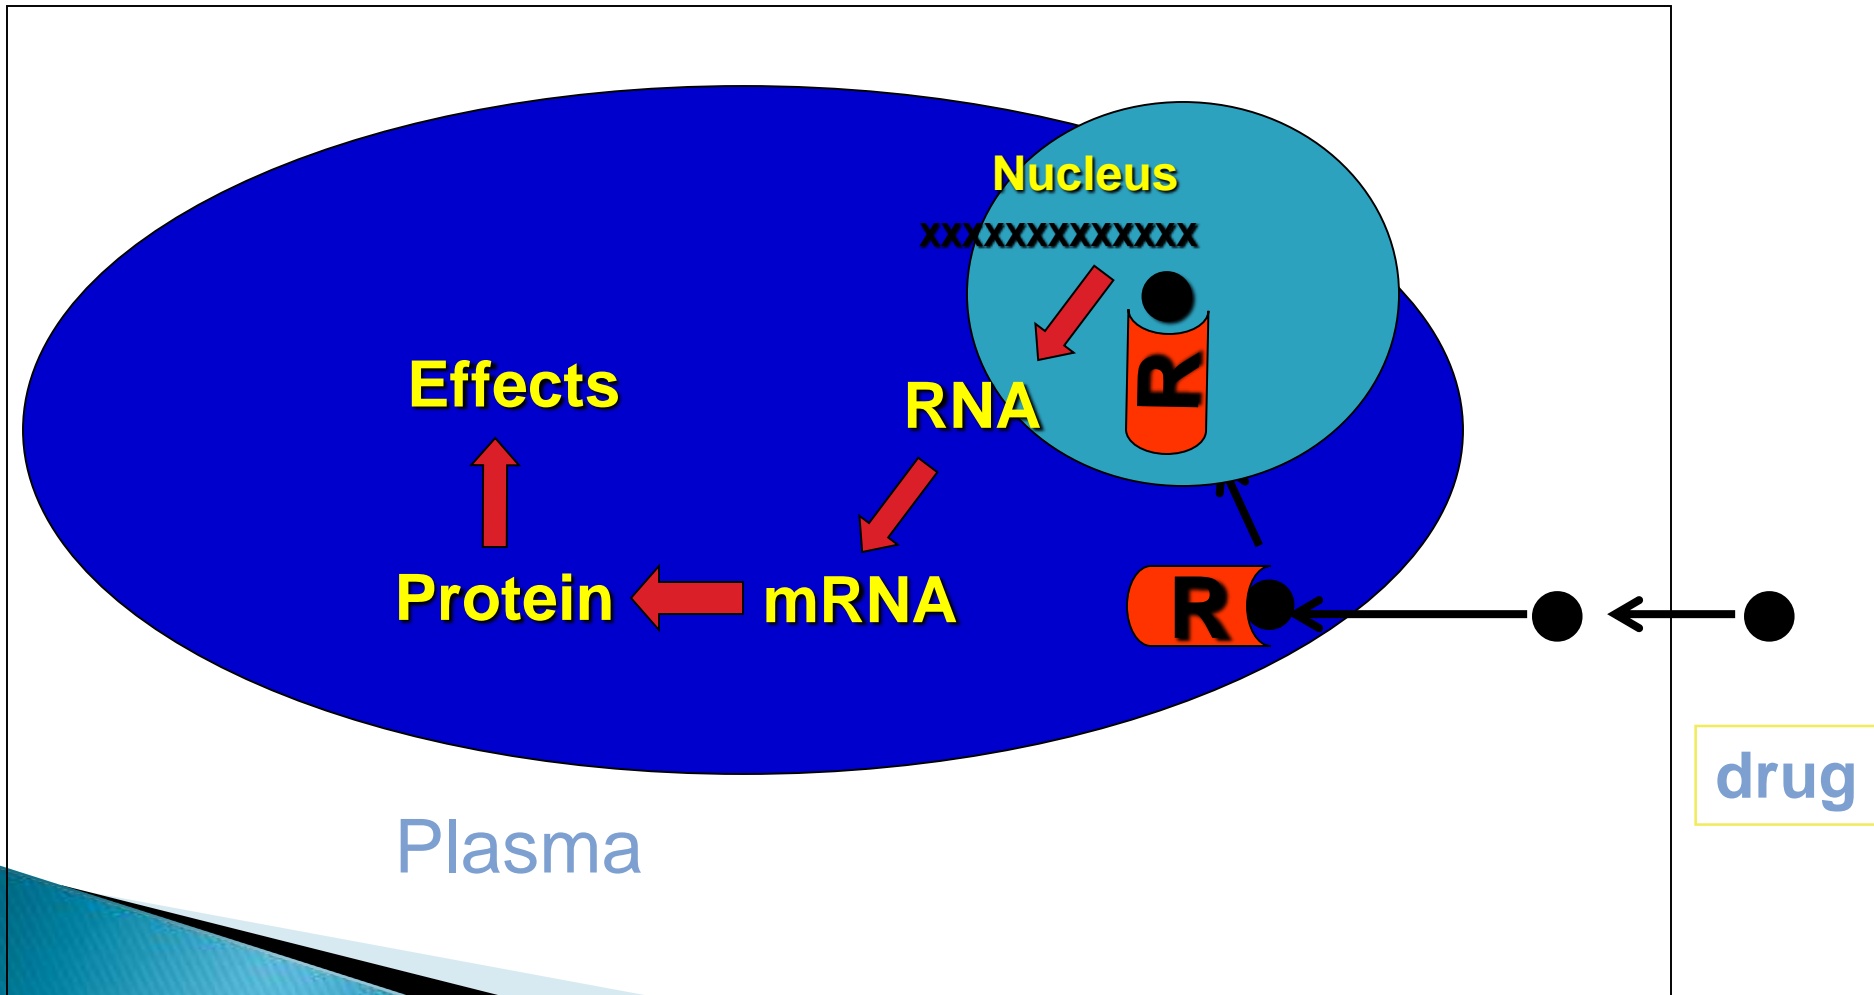 Nucleus
xxxxxxxxxxxxx
R
Effects
RNA
Protein
mRNA
R
drug
Plasma